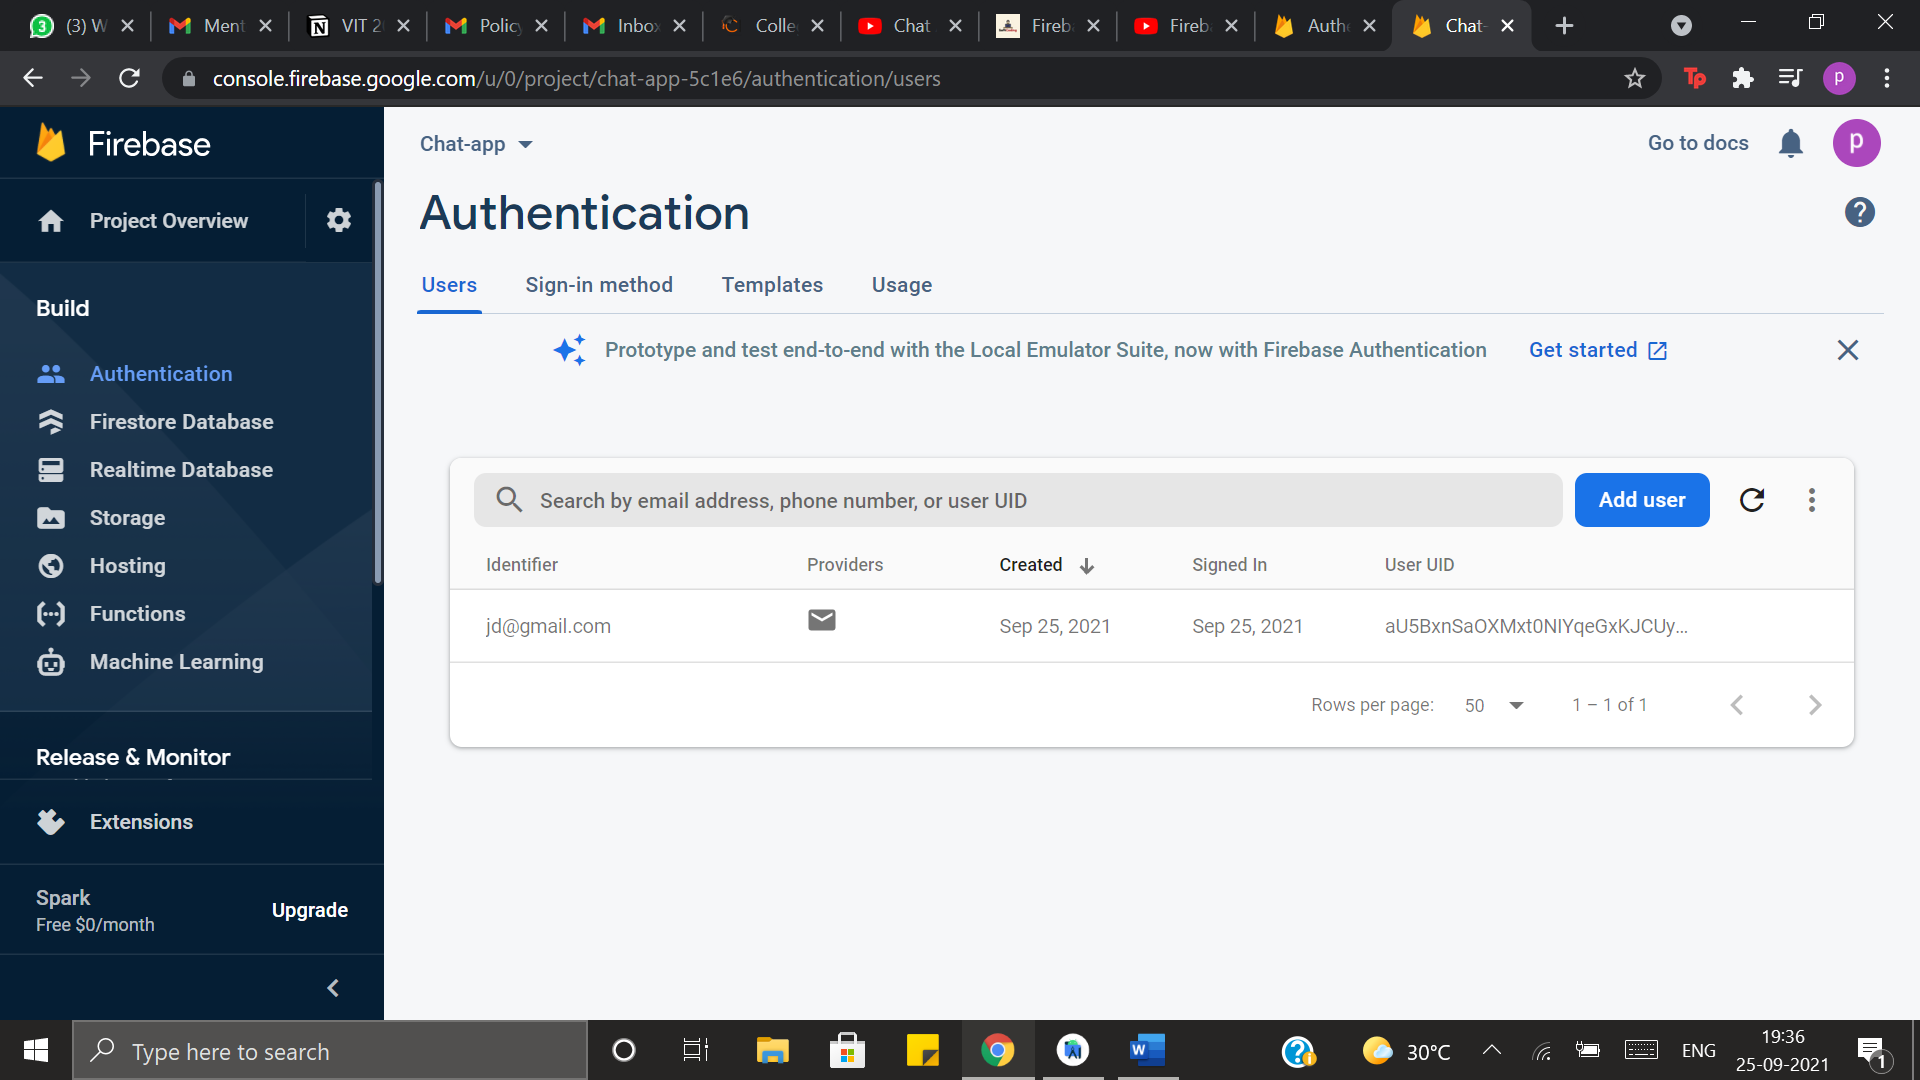 (3) W
Ment
VIT 2
Policy
Inbox
Colle
Chat
Fireb
Fireb
Authe
Chat-
console.firebase.google.com/u/0/project/chat-app-5c1e6/authentication/users
Tp
p
Firebase
Chat-app
Go to docs
p
Project Overview
Authentication
?
Users
Sign-in method
Templates
Usage
Build
Prototype and test end-to-end with the Local Emulator Suite, now with Firebase Authentication
Get started
Authentication
Firestore Database
Realtime Database
Storage
Hosting
Functions
Machine Learning
Search by email address, phone number, or user UID
Add user
Identifier
Providers
Created
Signed In
User UID
jd@gmail.com
Sep 25, 2021
Sep 25, 2021
aU5BxnSaOXMxt0NIYqeGxKJCUy...
Rows per page:
50
1 – 1 of 1
Release & Monitor
Extensions
Spark
Free $0/month
Upgrade
Type here to search
W
?
30°C
ENG
19:36
25-09-2021
1